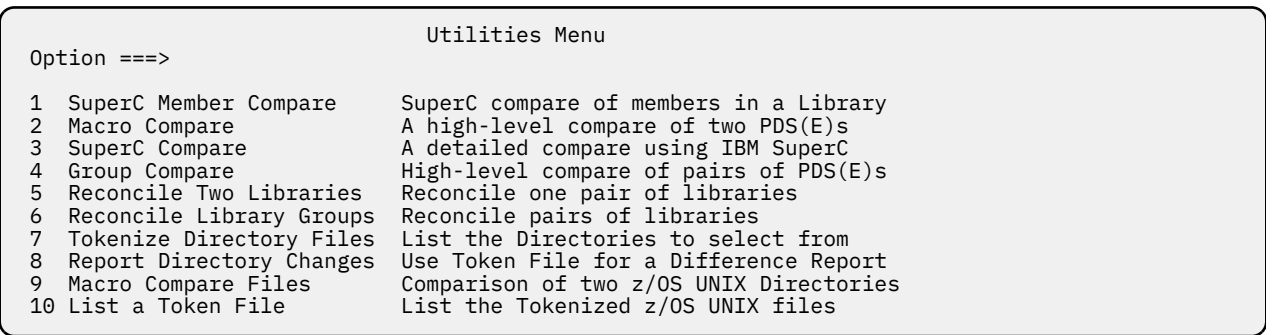 Utilities Menu
Option ===>
1 SuperC Member Compare SuperC compare of members in a Library
2 Macro Compare A high-level compare of two PDS(E)s
3 SuperC Compare A detailed compare using IBM SuperC
4 Group Compare High-level compare of pairs of PDS(E)s
5 Reconcile Two Libraries Reconcile one pair of libraries
6 Reconcile Library Groups Reconcile pairs of libraries
7 Tokenize Directory Files List the Directories to select from
8 Report Directory Changes Use Token File for a Difference Report
9 Macro Compare Files Comparison of two z/OS UNIX Directories
10 List a Token File List the Tokenized z/OS UNIX files